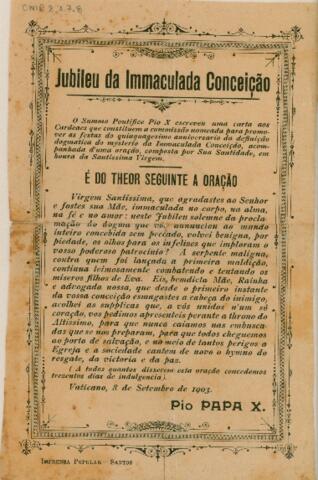 CMIB 2.2.7.8
Jubileu da Immaculada Conceição
O Summo Pontifice Pio X escreveu uma carta aos
Cardeaes que constituem a commissão nomeada para promo-
ver as festas do quinquagesimo anniversario da definição
dogmatica do mysterio da Immaculada Conceição, acom-
panhada d'uma oração, composta por Sua Santidade, em
honra da Santissima Virgem.
É DO THEOR SEGUINTE A ORAÇÃO
Virgem Santissima, que agradastes ao Senhor
e fostes sua Mãe, immaculada no corpo, na alma,
na fé e no amor: neste Jubileu solemne da procla-
mação do dogma que vos annunciou ao mundo
inteiro concebida sem peccado, volvei benigna, por
piedade, os olhos para os infelizes que imploram o
vosso poderoso patrocinio! A serpente maligna,
contra quem foi lançada a primeira maldição,
continua teimosamente combatendo e tentando os
miseros filhos de Eva. Eis, bendicta Mãe, Rainha
e advogada nossa, que desde o primeiro instante
da vossa conceição esmagastes a cabeça do inimigo,
acolhei as supplicas que, a vós unidos n'um só
coração, vos pedimos apresenteis perante o throno do
Altissimo, para que nunca caiamos nas embosca-
das que se nos preparam, para que todos cheguemos
ao porto de salvação, e no meio de tantos perigos a
Egreja e a sociedade cantem de novo o hymno do
resgate, da victoria e da paz.
(A todos quantos disserem esta oração concedemos
trezentos dias de indulgencia).
Vaticano, 8 de Setembro de 1903.
Pio PAPA X.
IMPRENSA POPULAR - SANTOS